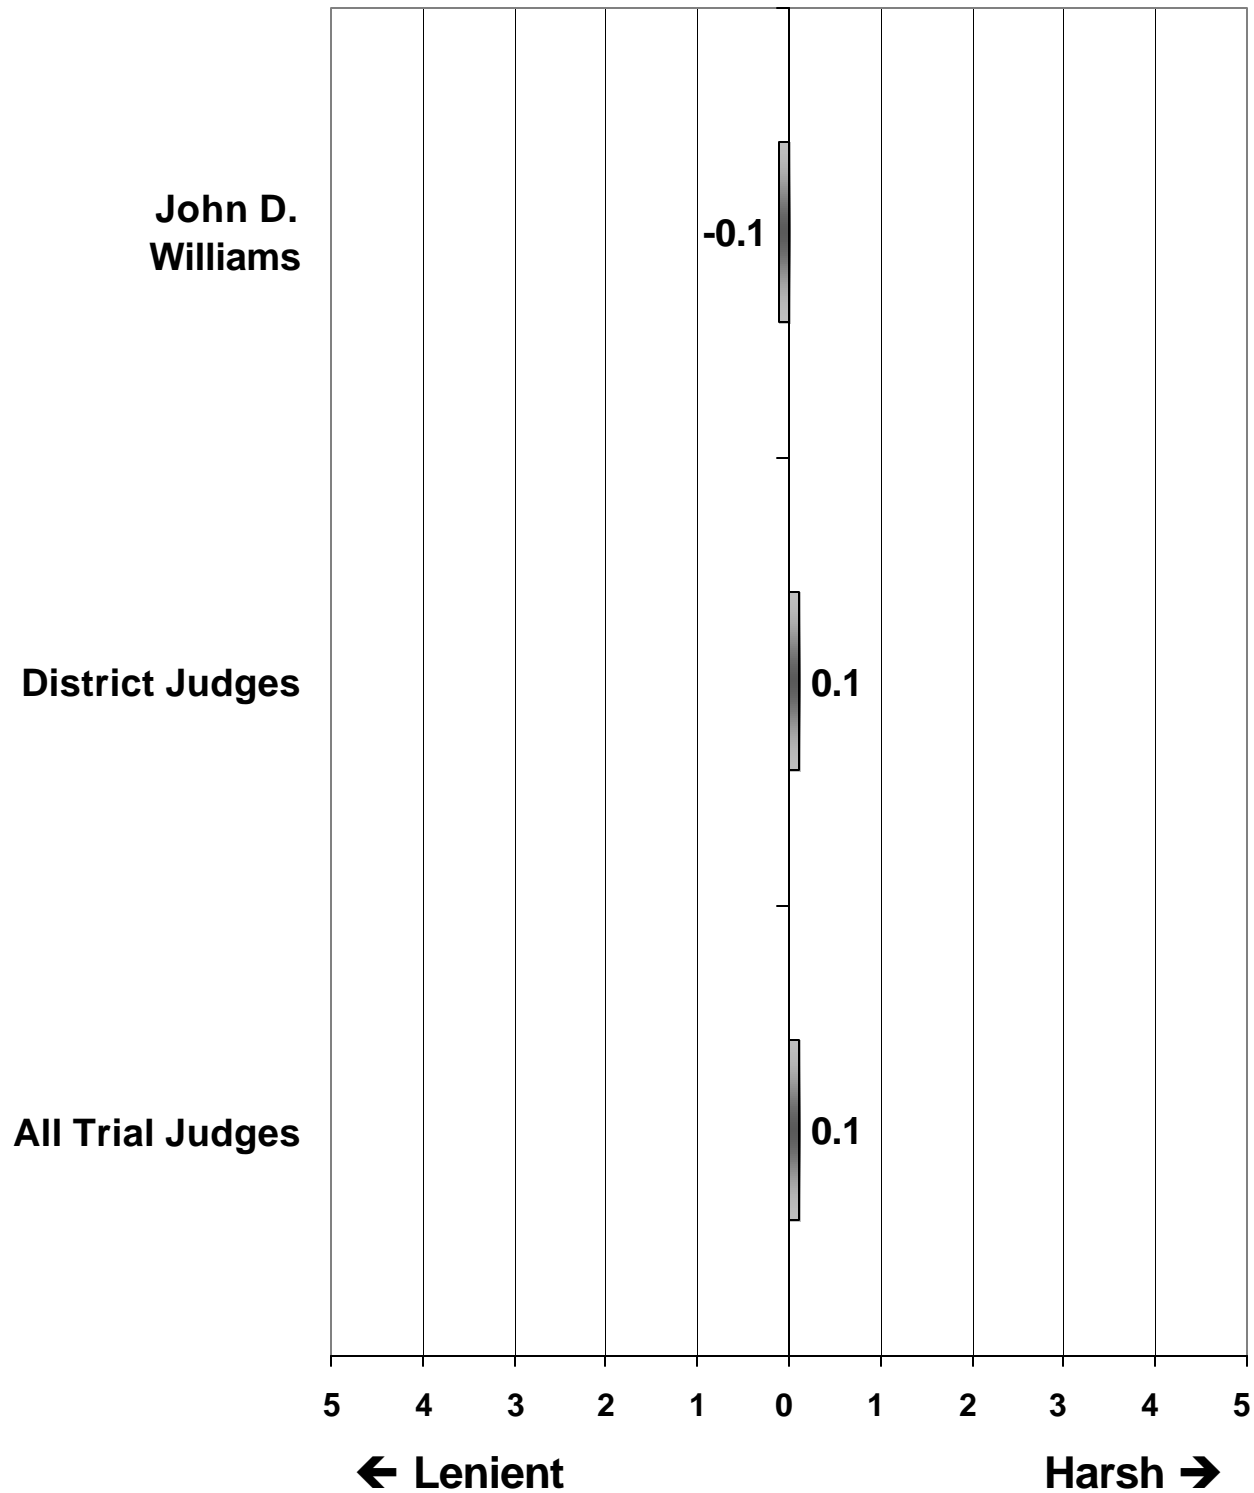 John D.
Williams
-0.1
District Judges
0.1
All Trial Judges
0.1
5 4 3 2 1 0 1 2 3 4 5
← Lenient Harsh →